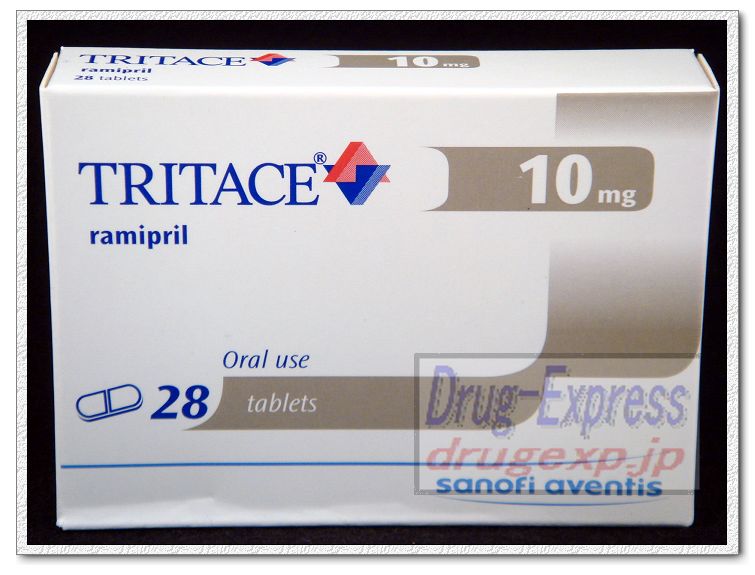 TRITACE 10 mg
ramipril
28 tablets
TRITACE® 10 mg
ramipril
Oral use
28 tablets
Drug-Express
drugexp.jp
sanofi aventis